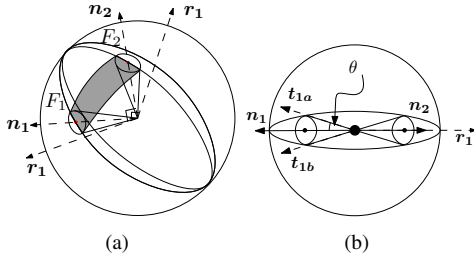 n₂ r₁
F₂
F₁
n₁
r₁
(a)
θ
t₁ₐ
n₁ n₂
r₁
t₁b
(b)